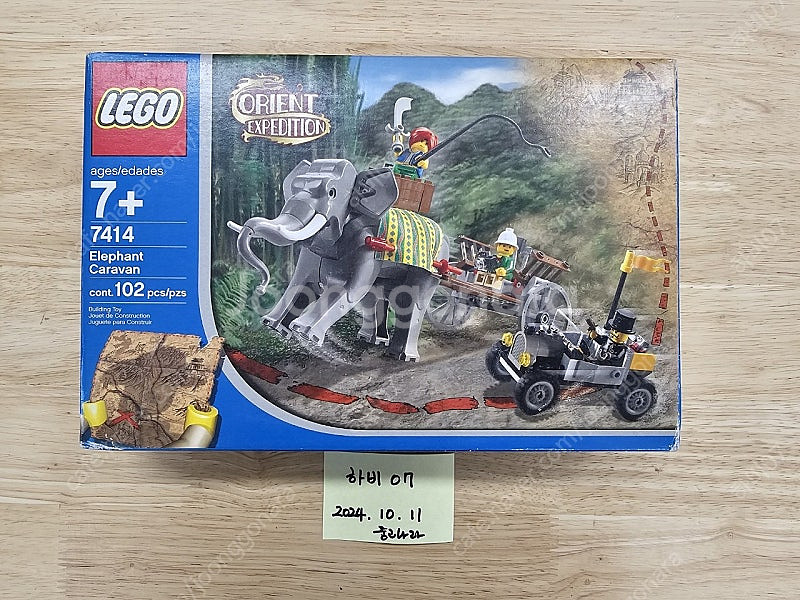 LEGO
ORIENT
EXPEDITION
ages/edades
7+
7414
Elephant
Caravan
cont. 102 pcs/pzs
Building Toy
Jouet de Construction
Juguete para Construir
joonggonara
하비 07
2024. 10. 11
중고나라